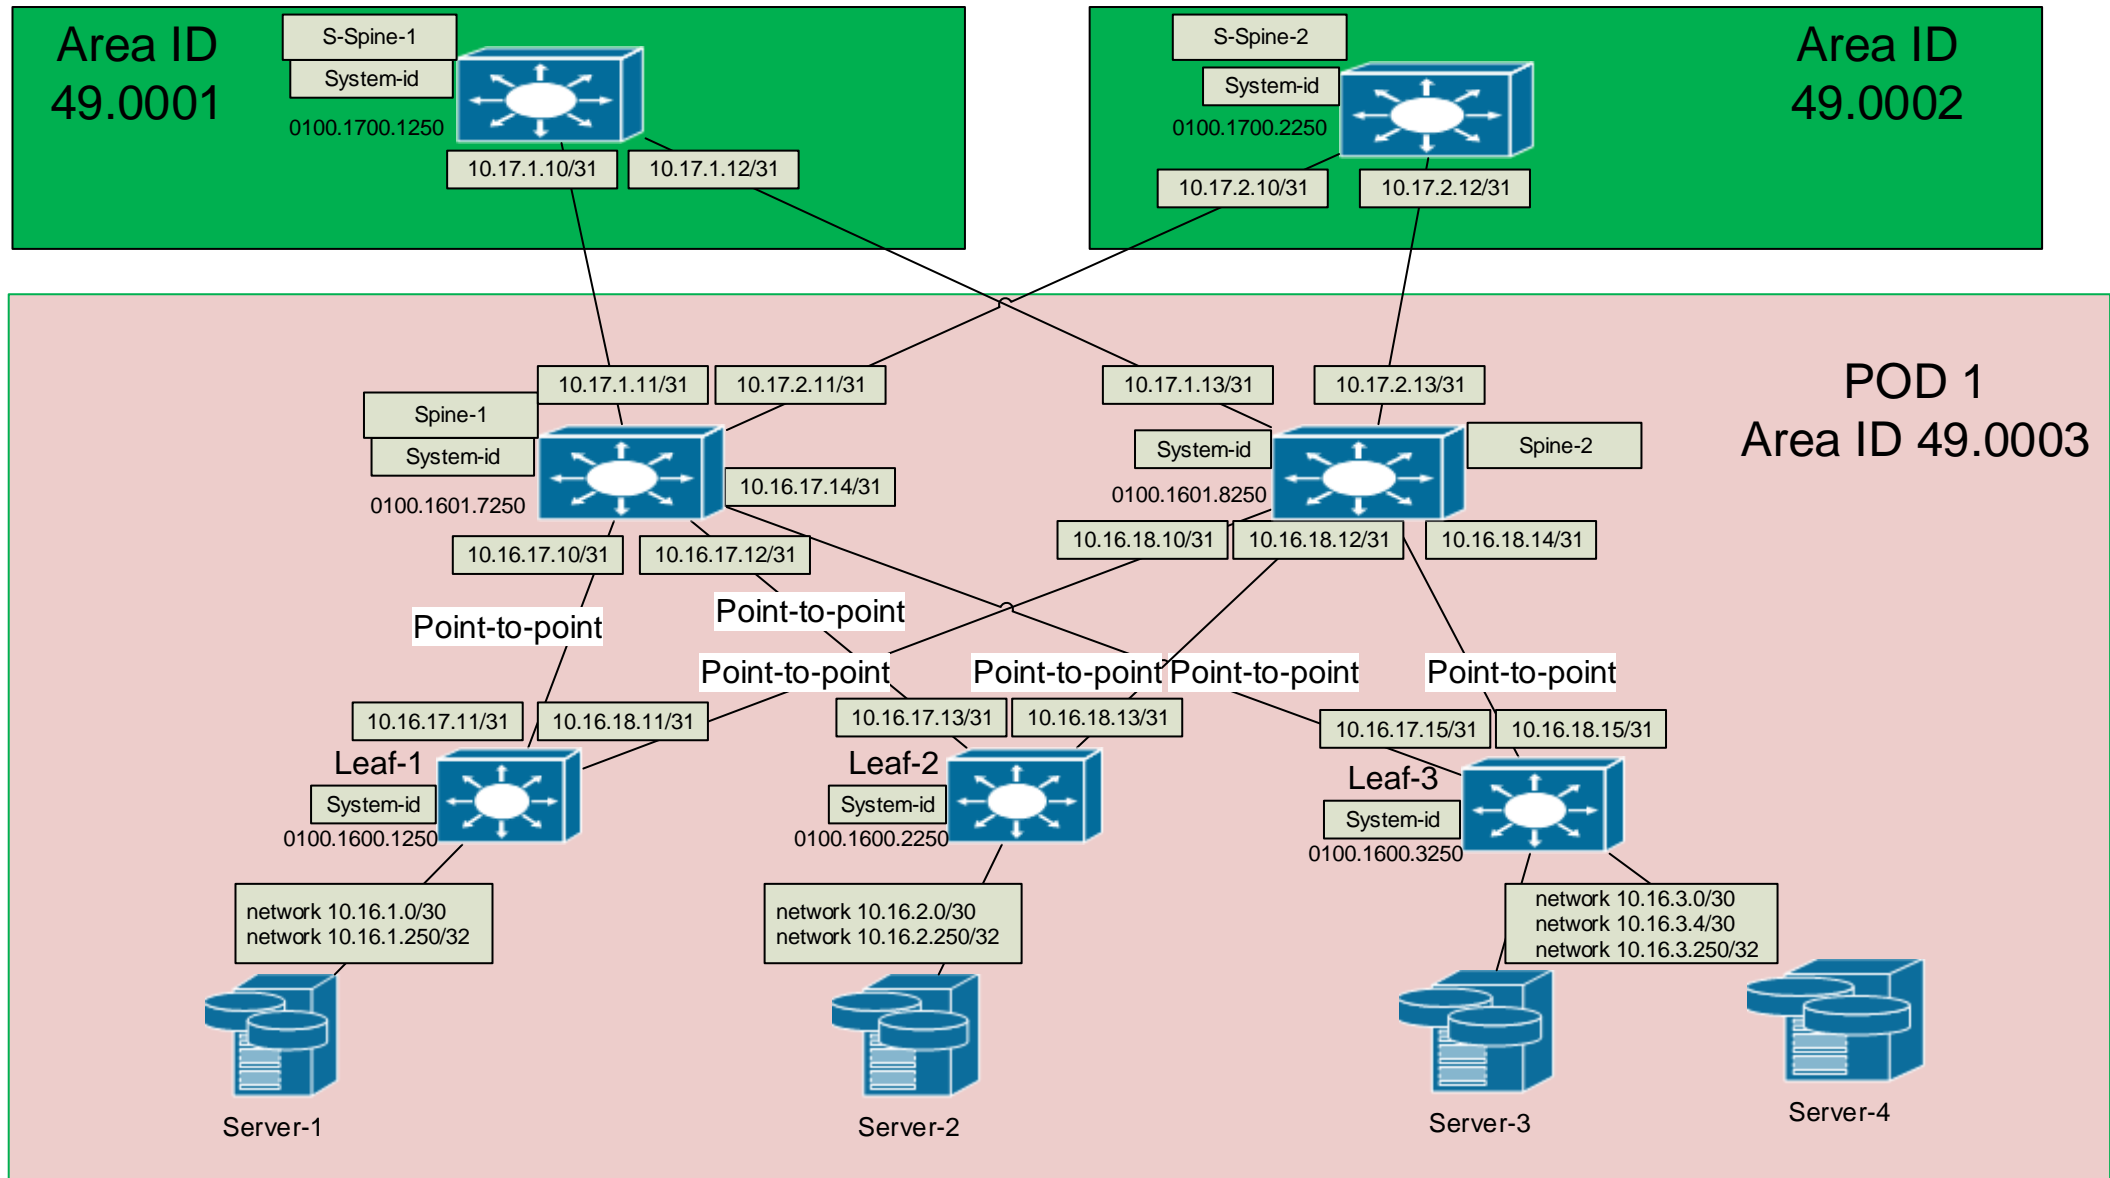 Area ID
49.0001
S-Spine-1
System-id
0100.1700.1250
10.17.1.10/31
10.17.1.12/31
S-Spine-2
System-id
0100.1700.2250
10.17.2.10/31
10.17.2.12/31
Area ID
49.0002
POD 1
Area ID 49.0003
10.17.1.11/31
10.17.2.11/31
Spine-1
System-id
0100.1601.7250
10.16.17.14/31
10.16.17.10/31
10.16.17.12/31
10.17.1.13/31
10.17.2.13/31
System-id
Spine-2
0100.1601.8250
10.16.18.10/31
10.16.18.12/31
10.16.18.14/31
Point-to-point
Point-to-point
Point-to-point
Point-to-point
Point-to-point
Point-to-point
10.16.17.11/31
10.16.18.11/31
Leaf-1
System-id
0100.1600.1250
10.16.17.13/31
10.16.18.13/31
Leaf-2
System-id
0100.1600.2250
10.16.17.15/31
10.16.18.15/31
Leaf-3
System-id
0100.1600.3250
network 10.16.1.0/30
network 10.16.1.250/32
network 10.16.2.0/30
network 10.16.2.250/32
network 10.16.3.0/30
network 10.16.3.4/30
network 10.16.3.250/32
Server-1
Server-2
Server-3
Server-4